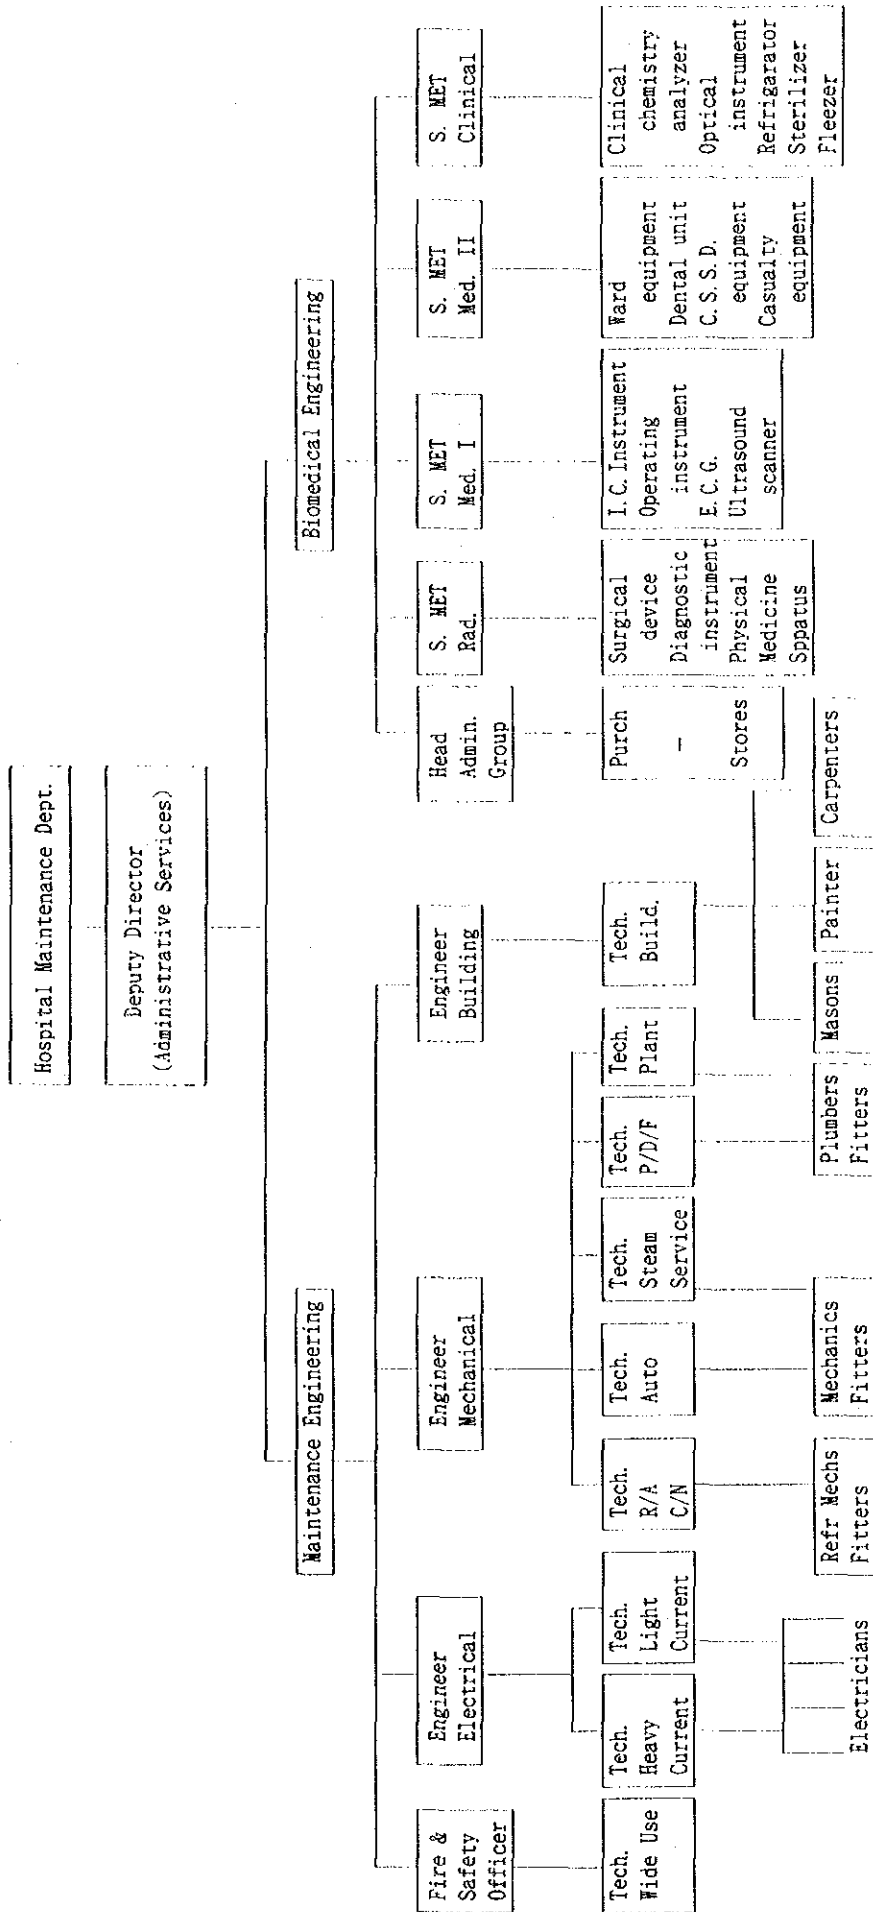 Hospital Maintenance Dept.
Deputy Director
(Administrative Services)
Maintenance Engineering
Biomedical Engineering
Fire &
Safety
Officer
Engineer
Electrical
Engineer
Mechanical
Engineer
Building
Head
Admin.
Group
S. MET
Rad.
S. MET
Med. I
S. MET
Med. II
S. MET
Clinical
Tech.
Wide Use
Tech.
Heavy
Current
Tech.
Light
Current
Tech.
R/A
C/N
Tech.
Auto
Tech.
Steam
Service
Tech.
P/D/F
Tech.
Plant
Tech.
Build.
Purch
-
Stores
Surgical
device
Diagnostic
instrument
Physical
Medicine
Sppatus
I.C.Instrument
Operating
instrument
E.C.G.
Ultrasound
scanner
Ward
equipment
Dental unit
C.S.S.D.
equipment
Casualty
equipment
Clinical
chemistry
analyzer
Optical
instrument
Refrigarator
Sterilizer
Fleezer
Electricians
Refr Mechs
Fitters
Mechanics
Fitters
Plumbers
Fitters
Masons
Painter
Carpenters